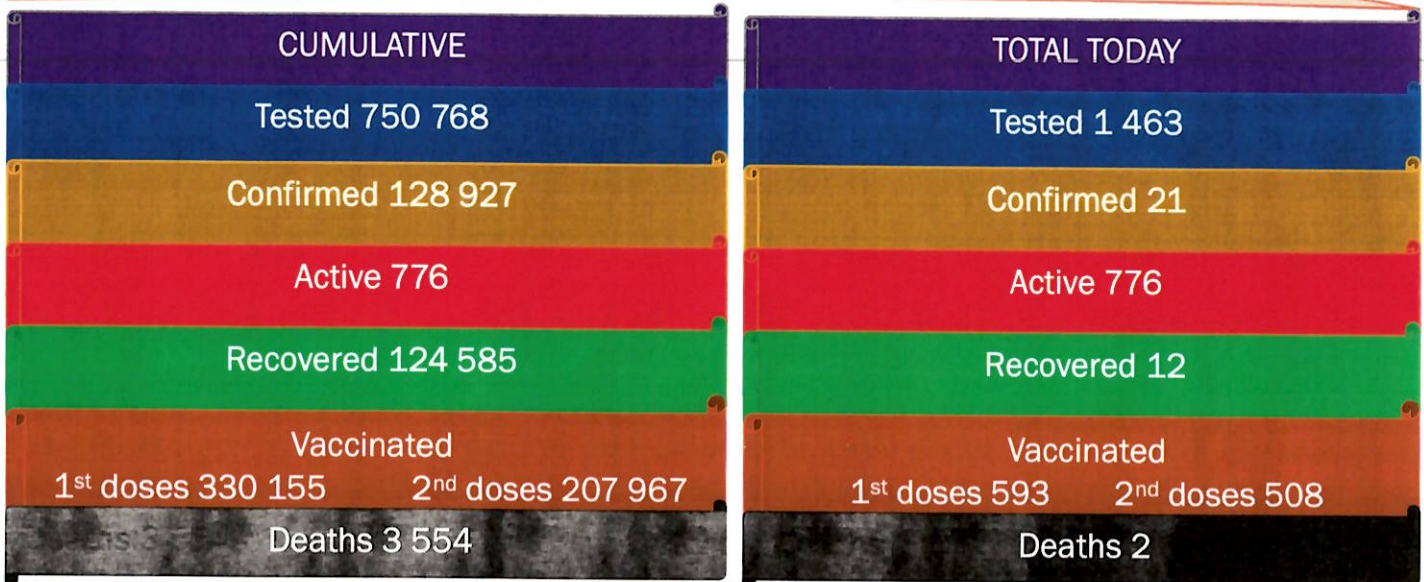 CUMULATIVE
Tested 750 768
Confirmed 128 927
Active 776
Recovered 124 585
Vaccinated
1st doses 330 155 2nd doses 207 967
Deaths 3 554
TOTAL TODAY
Tested 1 463
Confirmed 21
Active 776
Recovered 12
Vaccinated
1st doses 593 2nd doses 508
Deaths 2